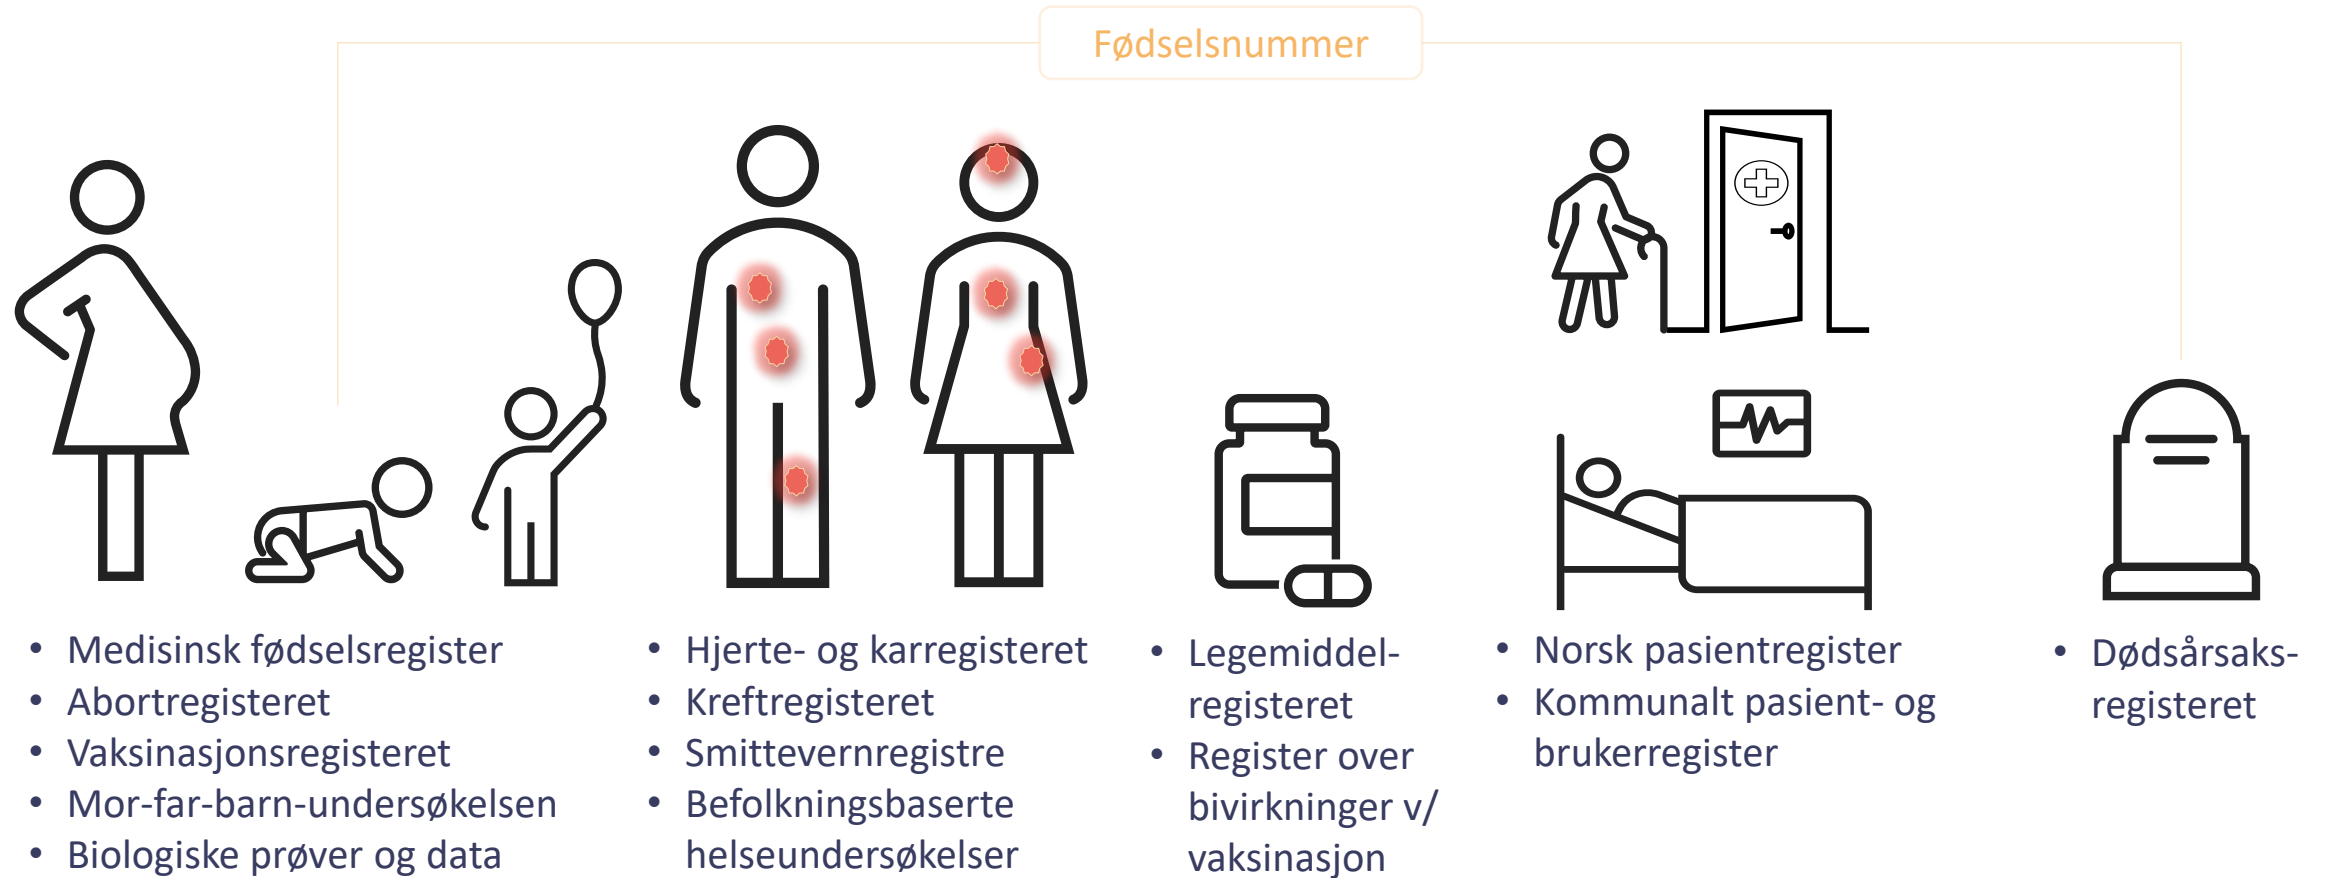 Fødselsnummer
• Medisinsk fødselsregister
• Abortregisteret
• Vaksinasjonsregisteret
• Mor-far-barn-undersøkelsen
• Biologiske prøver og data
• Hjerte- og karregisteret
• Kreftregisteret
• Smittevernregistre
• Befolkningsbaserte
helseundersøkelser
• Legemiddel-
registeret
• Register over
bivirkninger v/
vaksinasjon
• Norsk pasientregister
• Kommunalt pasient- og
brukerregister
• Dødsårsaks-
registeret